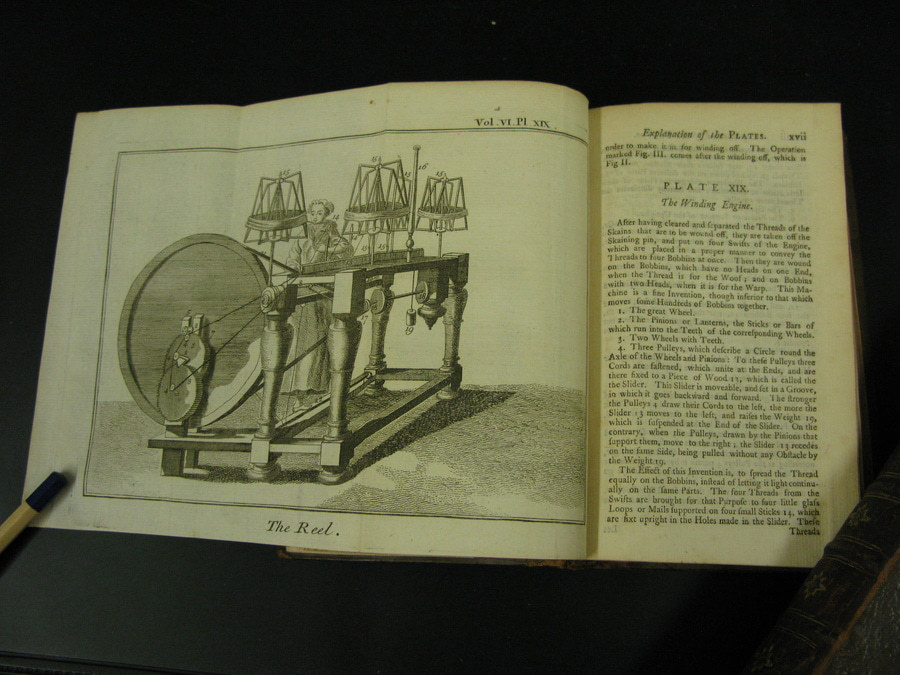 Vol. VI. Pl. XIX.
The Reel.
Explanation of the PLATES. xvii
order to make it fit for winding off. The Operation
marked Fig. III. comes after the winding off, which is
Fig II.
PLATE XIX.
The Winding Engine.
After having cleared and separated the Threads of the
Skains that are to be wound off, they are taken off the
Skaining pin, and put on four Swifts of the Engine,
which are placed in a proper manner to convey the
Threads to four Bobbins at once. Then they are wound
on the Bobbins, which have no Heads on one End,
when the Thread is for the Woof; and on Bobbins
with two Heads, when it is for the Warp. This Ma-
chine is a fine Invention, though inferior to that which
moves some Hundreds of Bobbins together.
1. The great Wheel.
2. The Pinions or Lanterns, the Sticks or Bars of
which run into the Teeth of the corresponding Wheels.
3. Two Wheels with Teeth.
4. Three Pulleys, which describe a Circle round the
Axle of the Wheels and Pinions: To these Pulleys three
Cords are fastened, which unite at the Ends, and are
there fixed to a Piece of Wood 13, which is called the
the Slider. This Slider is moveable, and set in a Groove,
in which it goes backward and forward. The stronger
the Pulleys 4 draw their Cords to the left, the more the
Slider 13 moves to the left, and raises the Weight 19,
which is suspended at the End of the Slider. On the
contrary, when the Pulleys, drawn by the Pinions that
support them, move to the right; the Slider 13 recedes
on the same Side, being pulled without any Obstacle by
the Weight 19.
The Effect of this Invention is, to spread the Thread
equally on the Bobbins, instead of letting it light continu-
ally on the same Parts. The four Threads from the
Swifts are brought for that Purpose to four little glass
Loops or Mails supported on four small Sticks 14, which
are fixt upright in the Holes made in the Slider. These
Threads